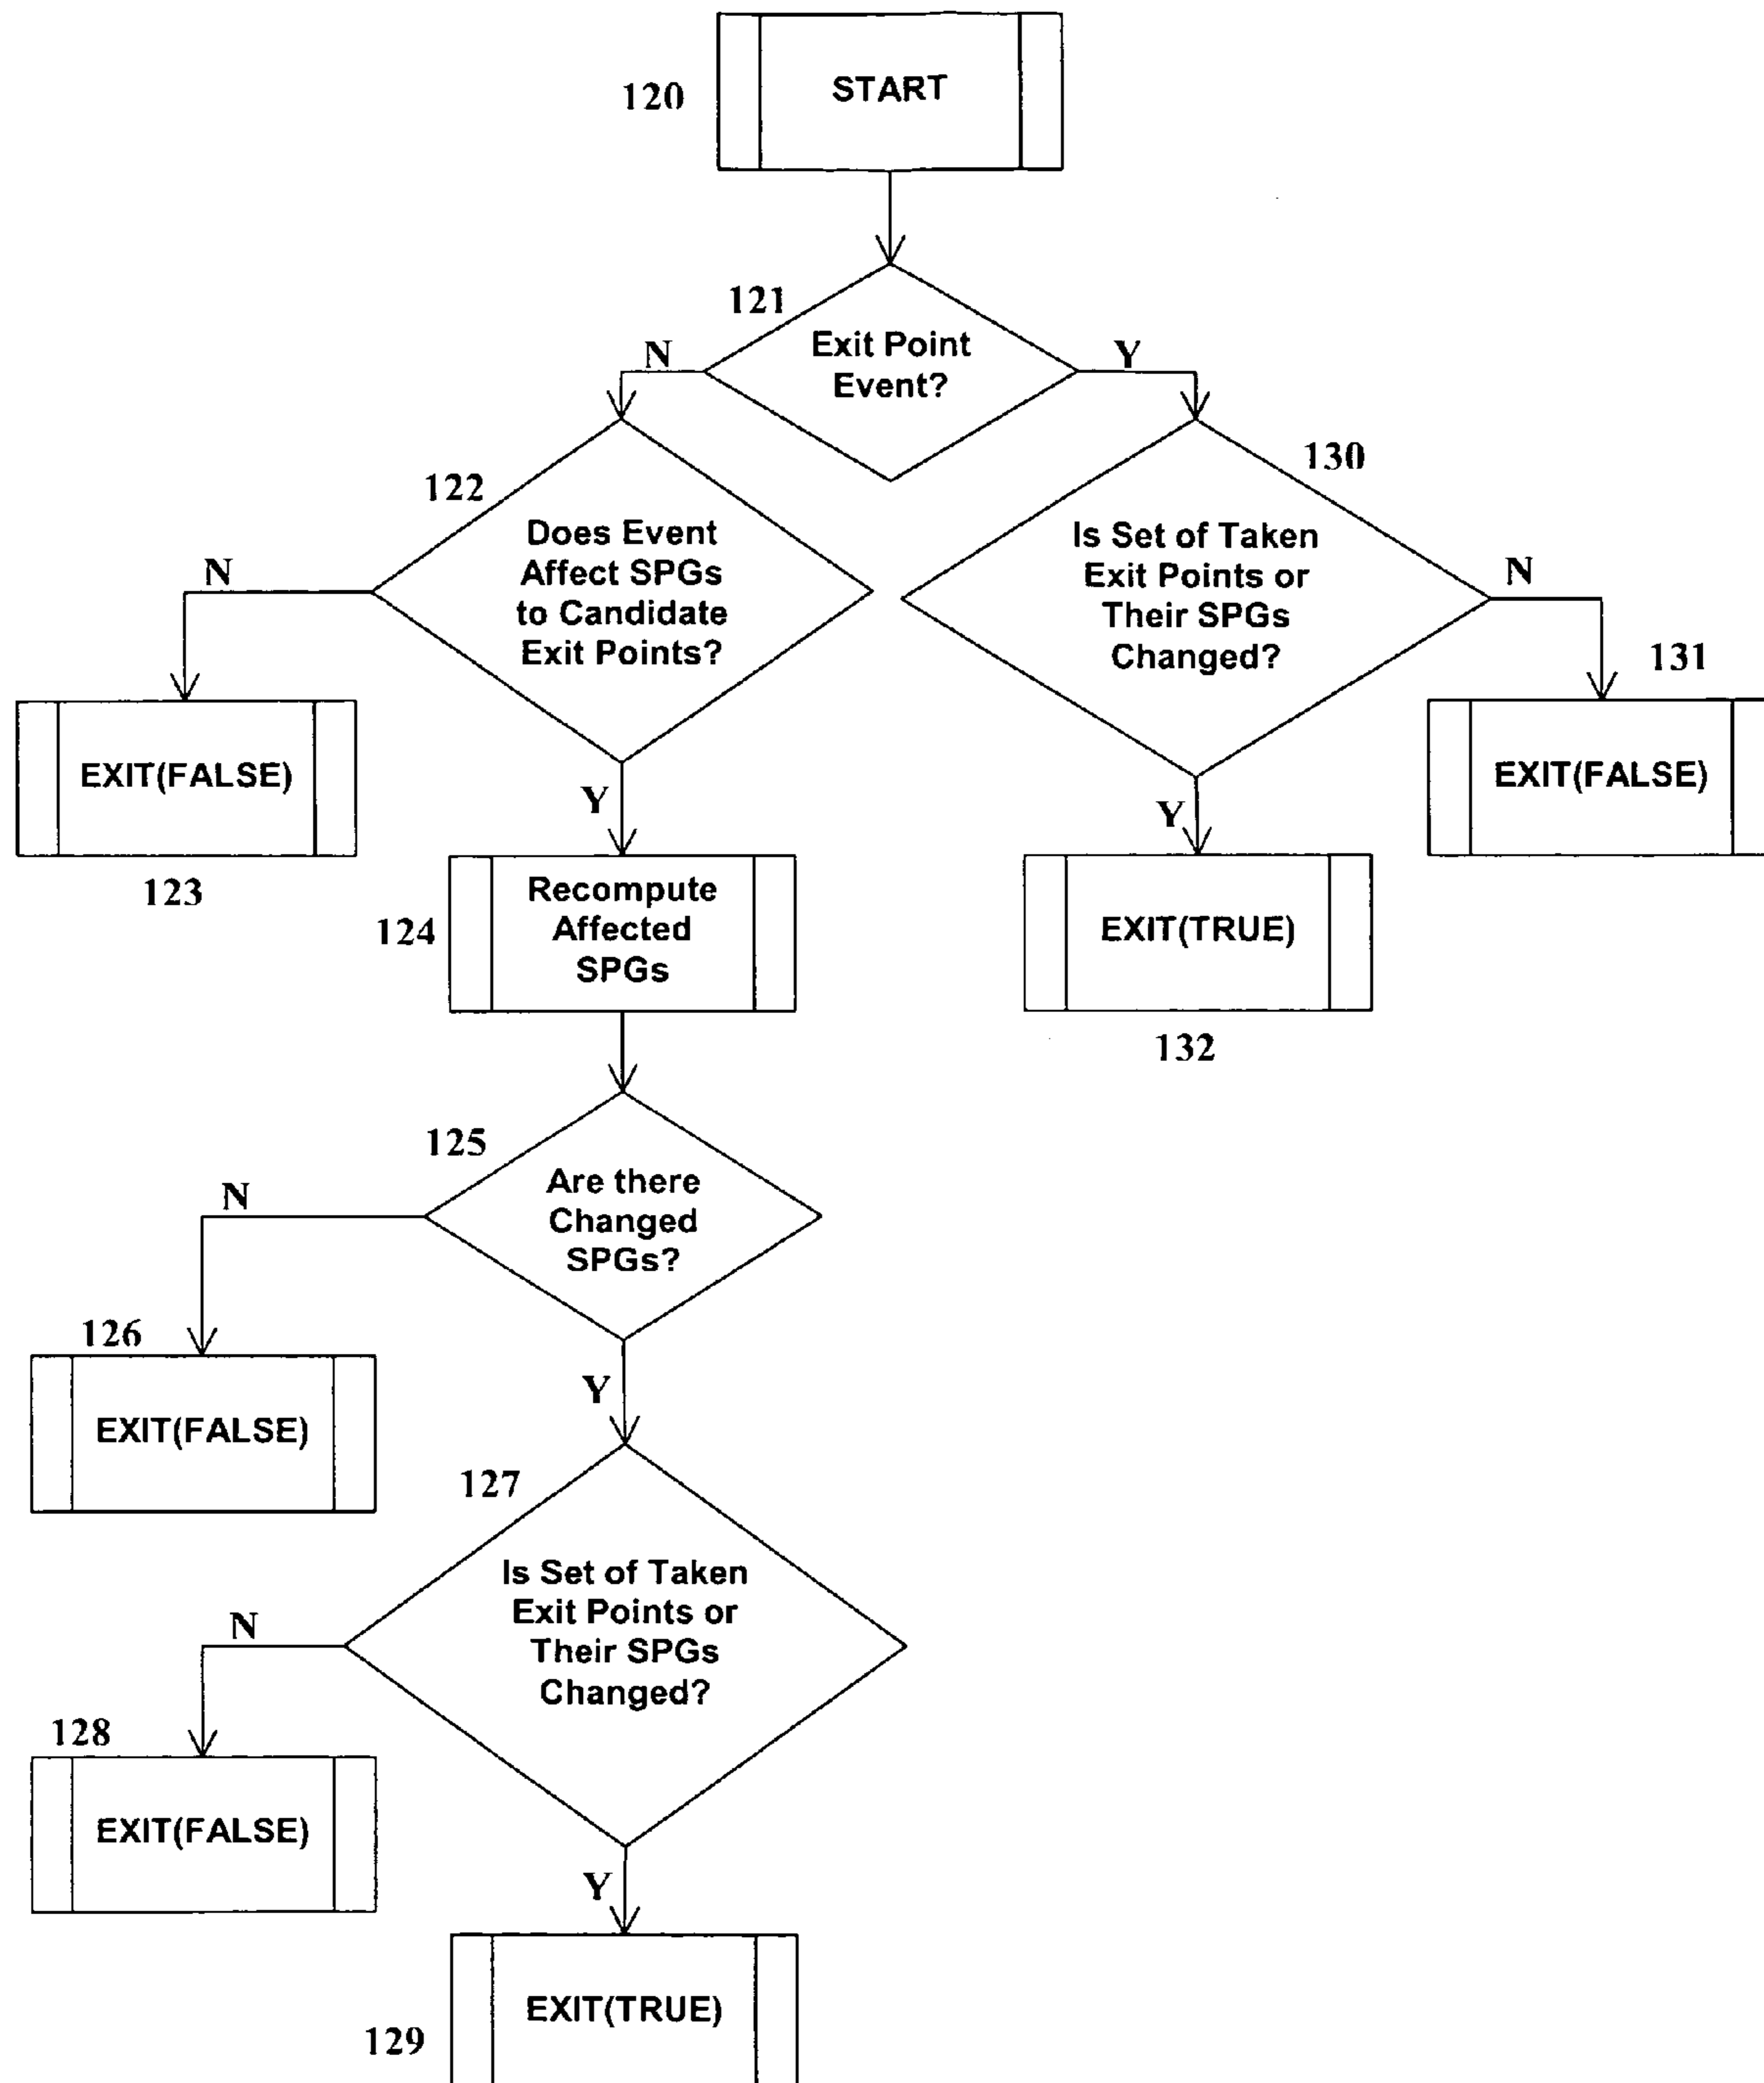 120
START
121
Exit Point
Event?
N
Y
122
Does Event
Affect SPGs
to Candidate
Exit Points?
130
Is Set of Taken
Exit Points or
Their SPGs
Changed?
N
N
131
EXIT(FALSE)
123
Y
EXIT(FALSE)
Y
124
Recompute
Affected
SPGs
EXIT(TRUE)
132
125
Are there
Changed
SPGs?
N
126
EXIT(FALSE)
Y
127
Is Set of Taken
Exit Points or
Their SPGs
Changed?
N
128
EXIT(FALSE)
Y
129
EXIT(TRUE)